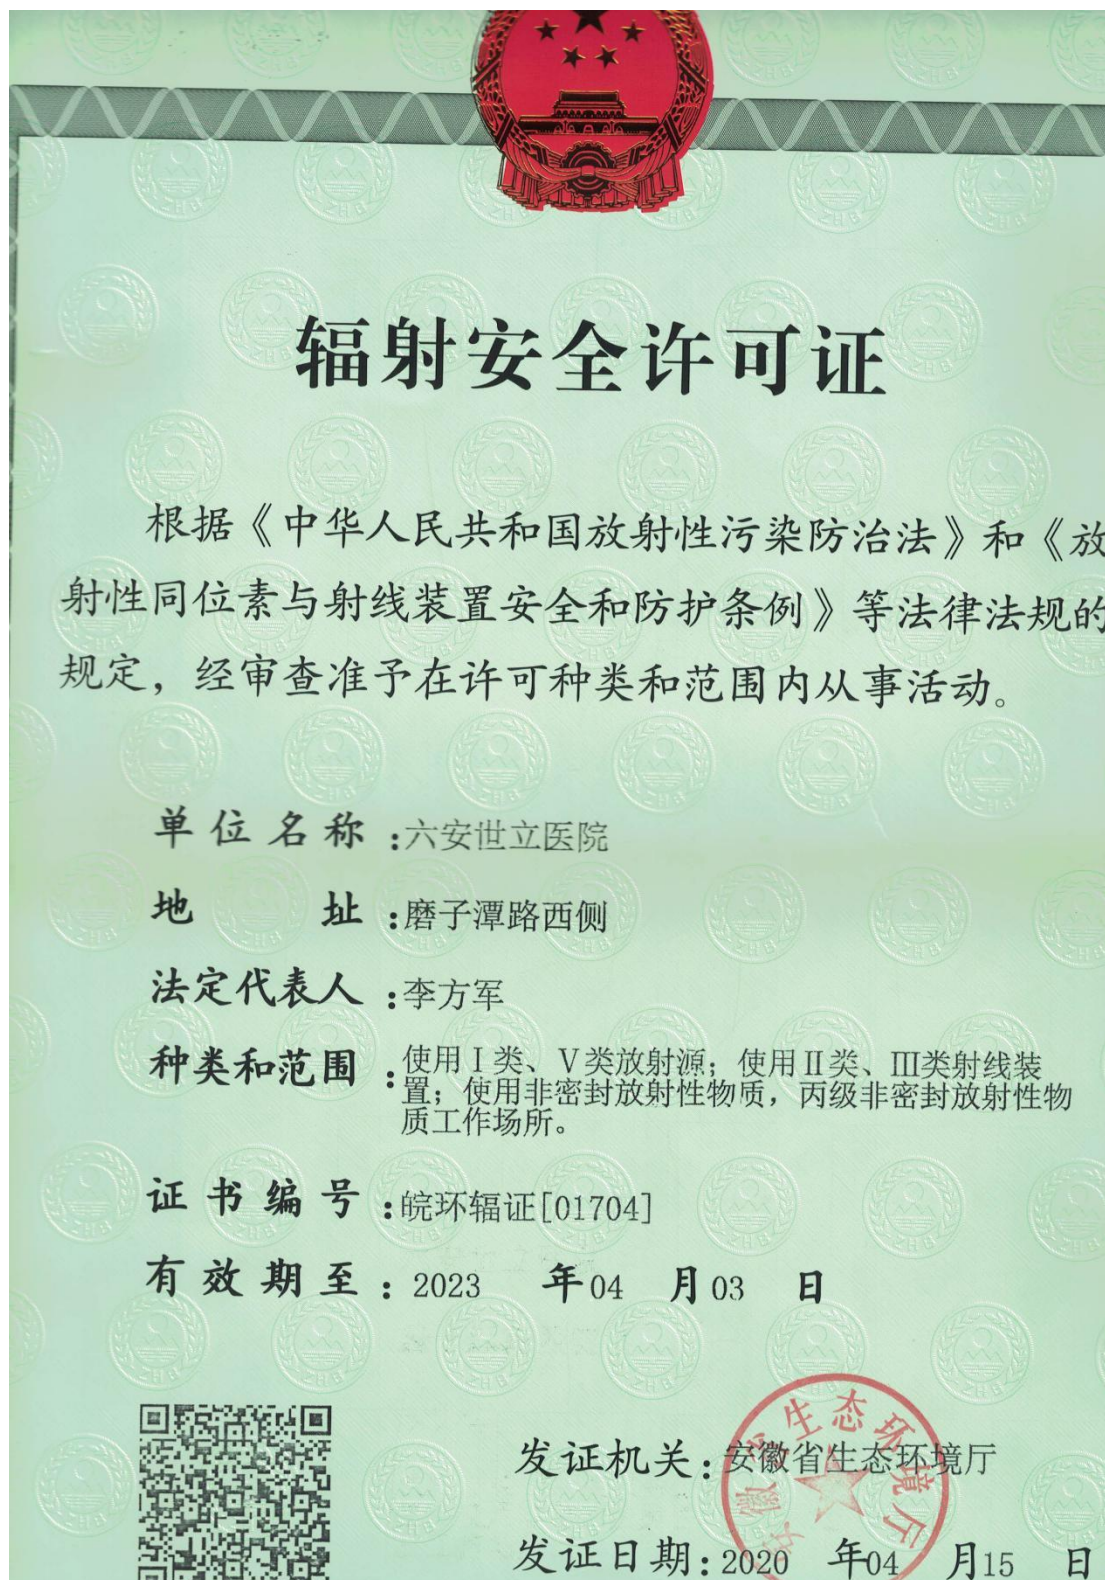 辐射安全许可证
根据《中华人民共和国放射性污染防治法》和《放
射性同位素与射线装置安全和防护条例》等法律法规的
规定，经审查准予在许可种类和范围内从事活动。
单位名称：六安世立医院
地址：磨子潭路西侧
法定代表人：李方军
种类和范围：使用Ⅰ类、Ⅴ类放射源；使用Ⅱ类、Ⅲ类射线装
置；使用非密封放射性物质，丙级非密封放射性物
质工作场所。
证书编号：皖环辐证[01704]
有效期至：2023 年04 月03 日
发证机关：安徽省生态环境厅
发证日期：2020 年04 月15 日
安徽省生态环境厅
ZHB